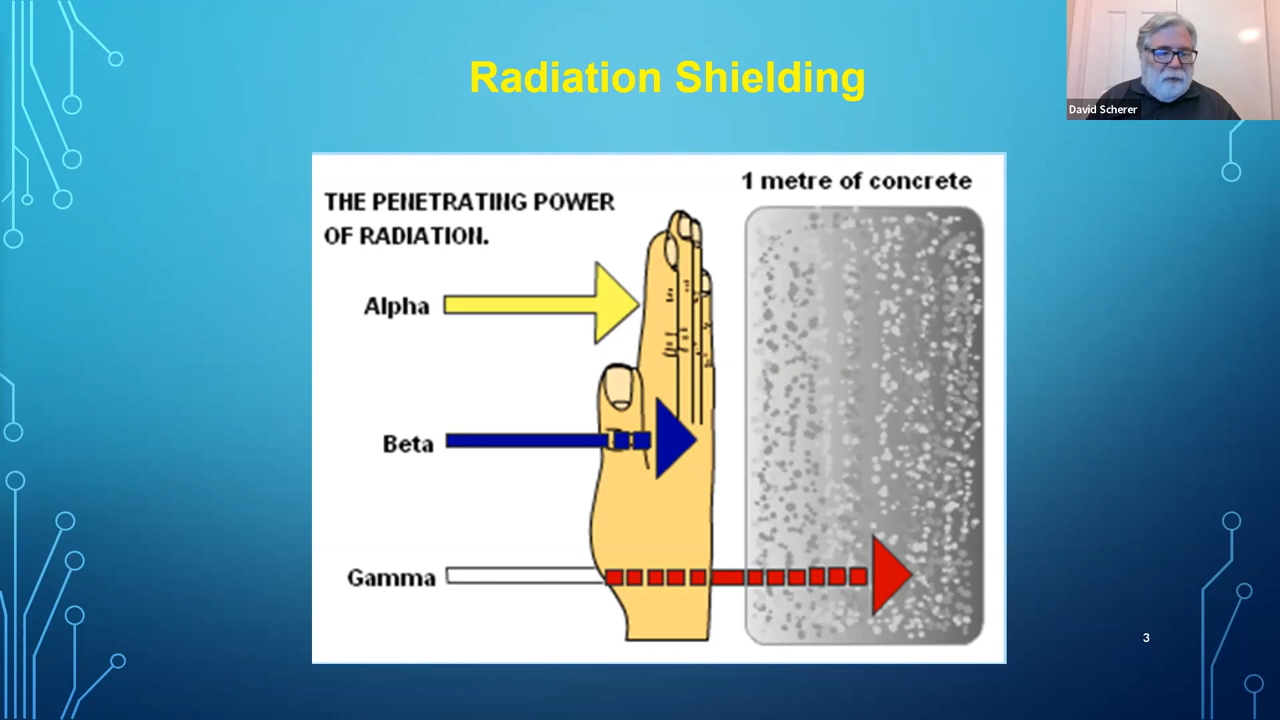 Radiation Shielding
David Scherer
1 metre of concrete
THE PENETRATING POWER
OF RADIATION.
Alpha
Beta
Gamma
3